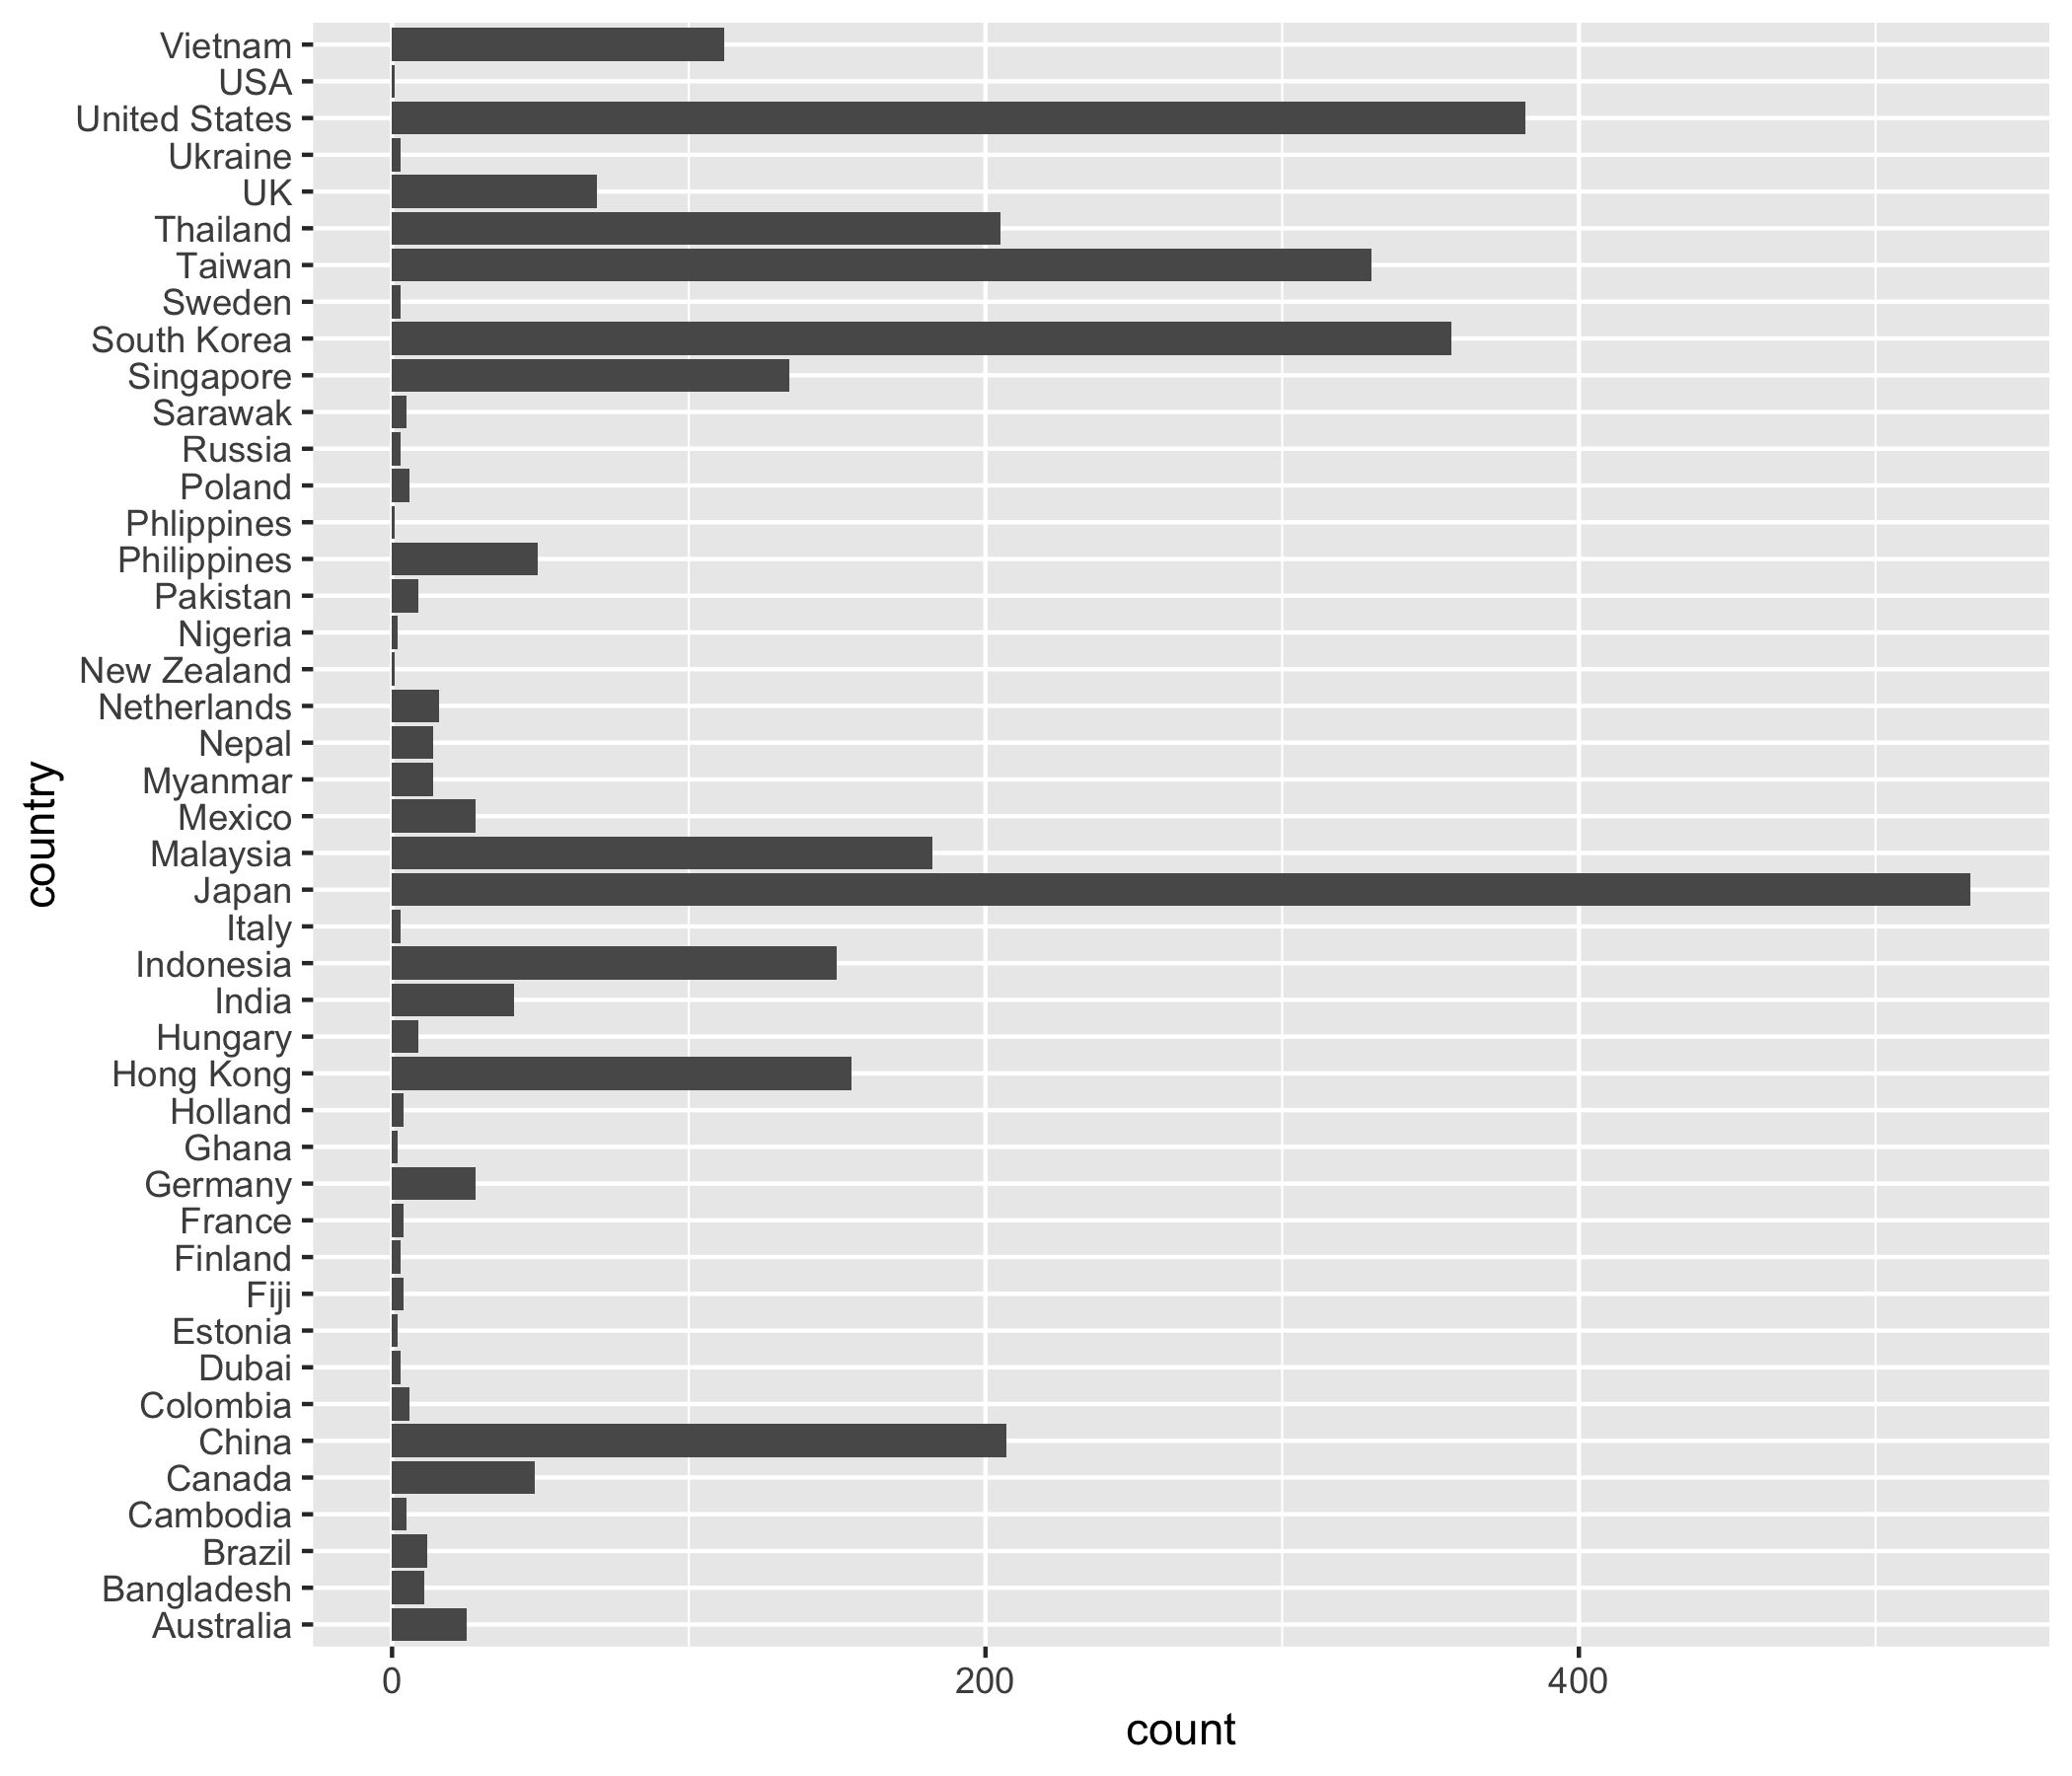 Vietnam
USA
United States
Ukraine
UK
Thailand
Taiwan
Sweden
South Korea
Singapore
Sarawak
Russia
Poland
Phlippines
Philippines
Pakistan
Nigeria
New Zealand
Netherlands
Nepal
Myanmar
Mexico
Malaysia
Japan
Italy
Indonesia
India
Hungary
Hong Kong
Holland
Ghana
Germany
France
Finland
Fiji
Estonia
Dubai
Colombia
China
Canada
Cambodia
Brazil
Bangladesh
Australia
country
0 200 400
count